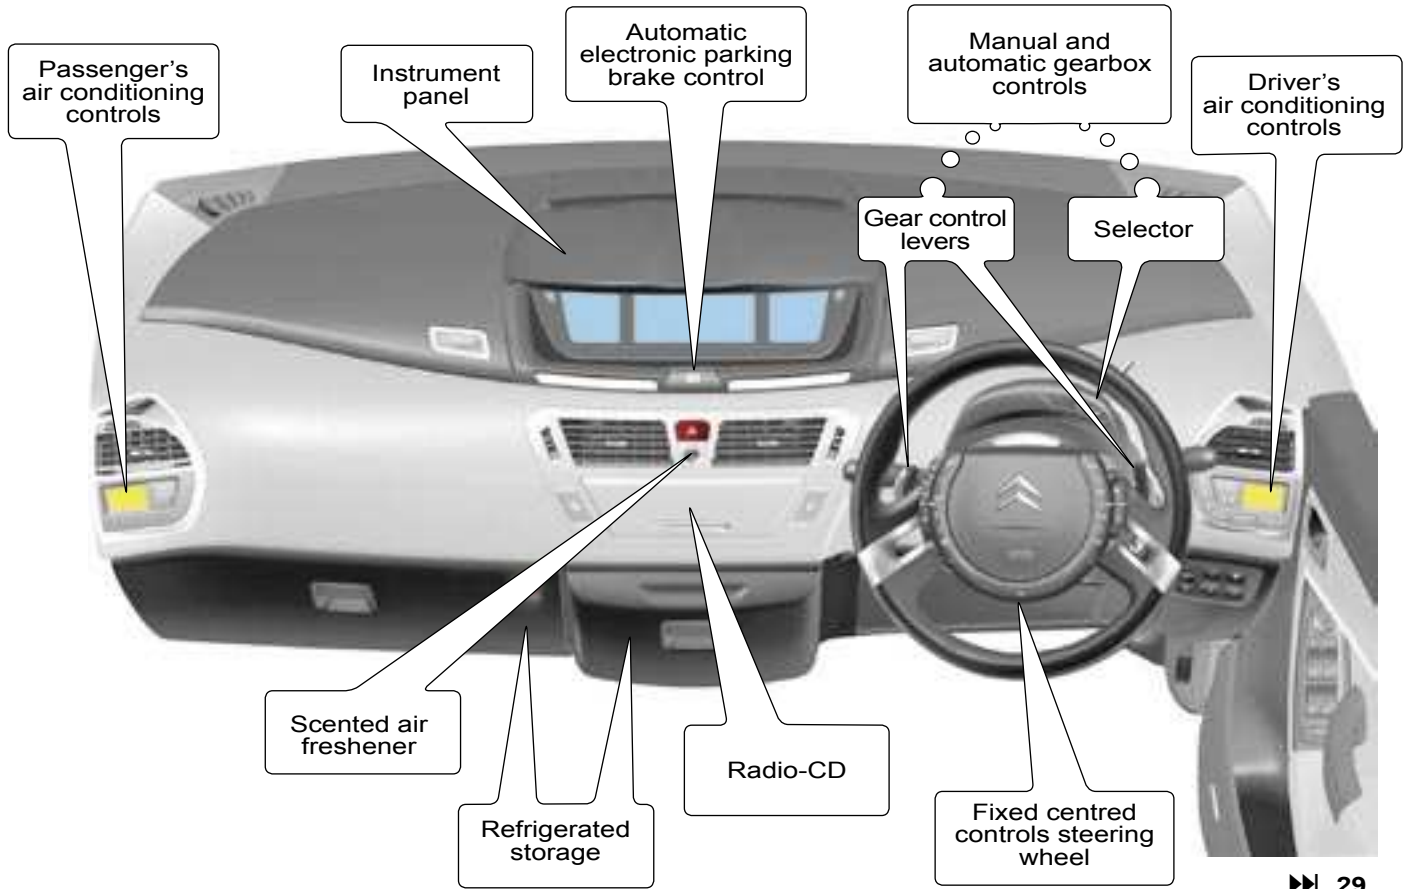 Passenger's
air conditioning
controls
Instrument
panel
Automatic
electronic parking
brake control
Manual and
automatic gearbox
controls
Driver's
air conditioning
controls
Gear control
levers
Selector
Scented air
freshener
Refrigerated
storage
Radio-CD
Fixed centred
controls steering
wheel
29